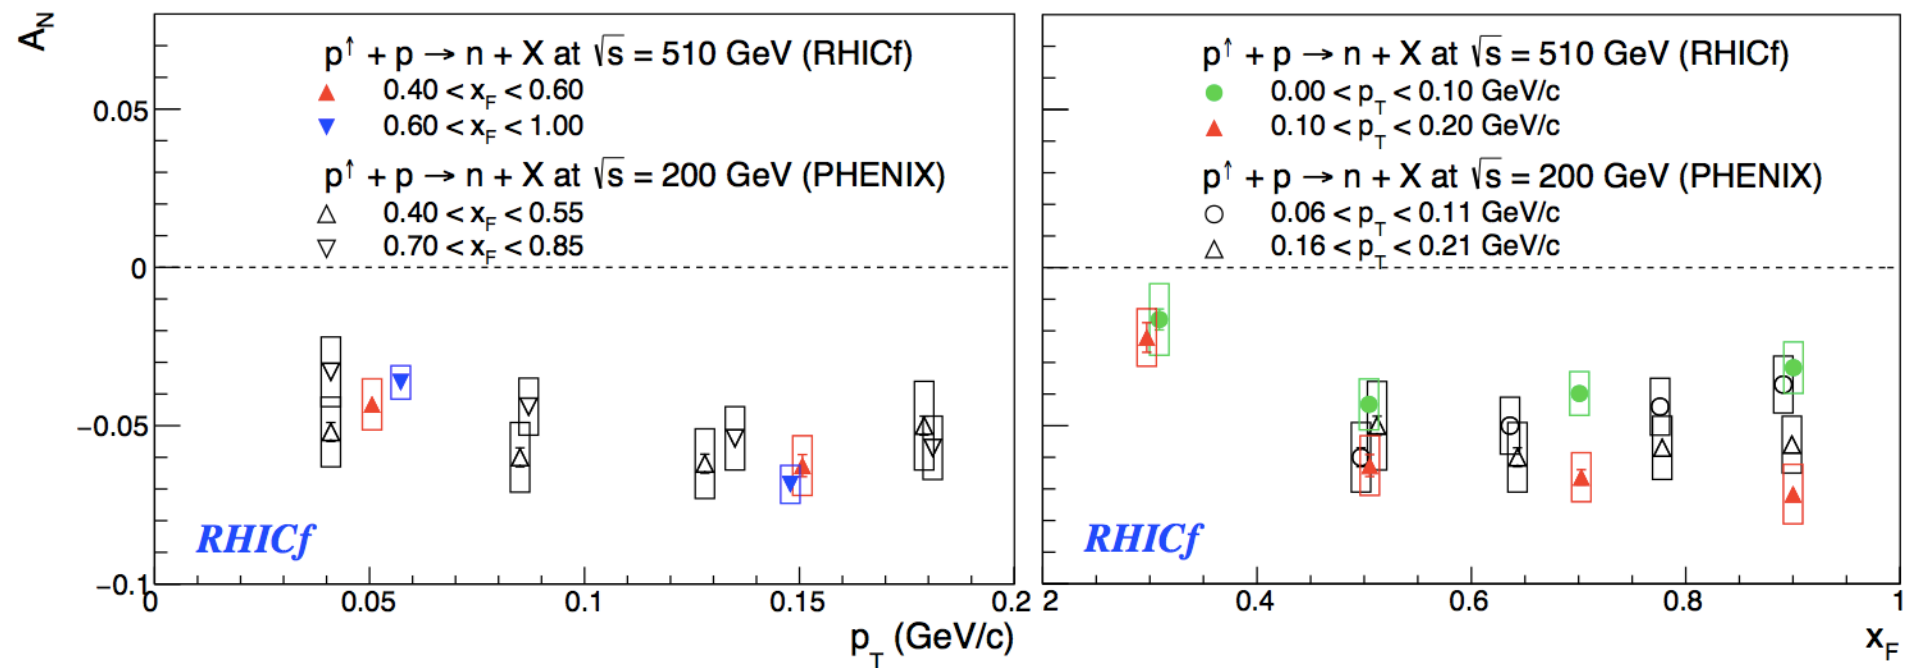 A_N
p↑ + p → n + X at √s = 510 GeV (RHICf)
0.40 < x_F < 0.60
0.60 < x_F < 1.00
p↑ + p → n + X at √s = 200 GeV (PHENIX)
0.40 < x_F < 0.55
0.70 < x_F < 0.85
0.05
0
−0.05
−0.1
RHICf
0 0.05 0.1 0.15 0.2
p_T (GeV/c)
p↑ + p → n + X at √s = 510 GeV (RHICf)
0.00 < p_T < 0.10 GeV/c
0.10 < p_T < 0.20 GeV/c
p↑ + p → n + X at √s = 200 GeV (PHENIX)
0.06 < p_T < 0.11 GeV/c
0.16 < p_T < 0.21 GeV/c
RHICf
2 0.4 0.6 0.8 1
x_F